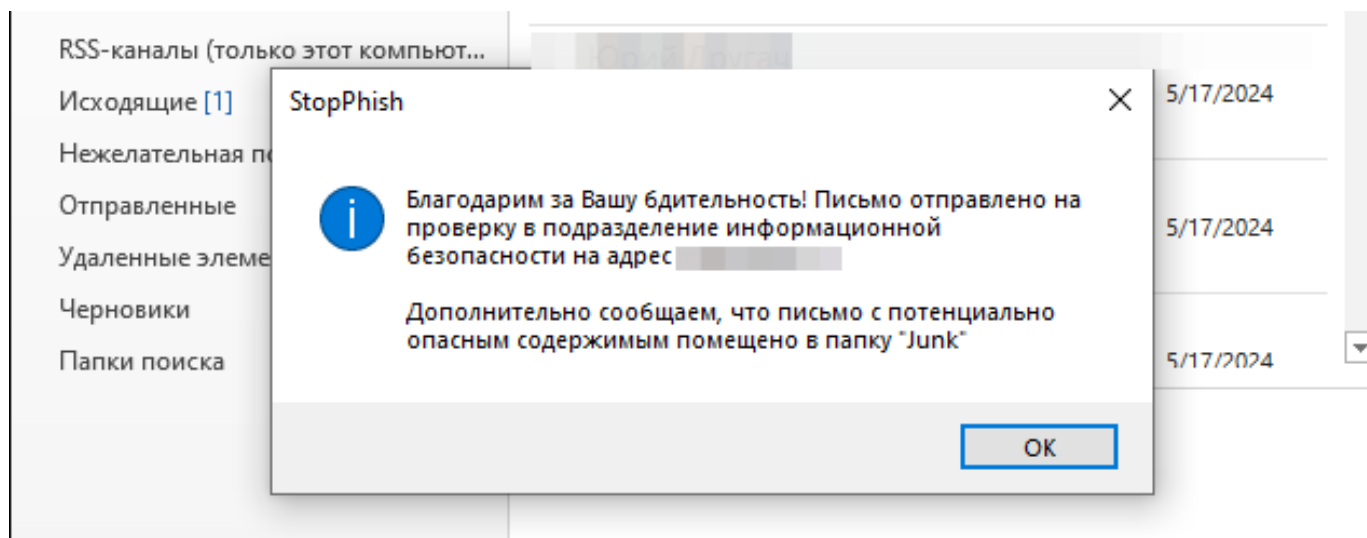 RSS-каналы (только этот компьют...
Исходящие [1]
Нежелательная
Отправленные
Удаленные элеме
Черновики
Папки поиска
StopPhish
Благодарим за Вашу бдительность! Письмо отправлено на
проверку в подразделение информационной
безопасности на адрес
Дополнительно сообщаем, что письмо с потенциально
опасным содержимым помещено в папку "Junk"
OK
5/17/2024
5/17/2024
5/17/2024